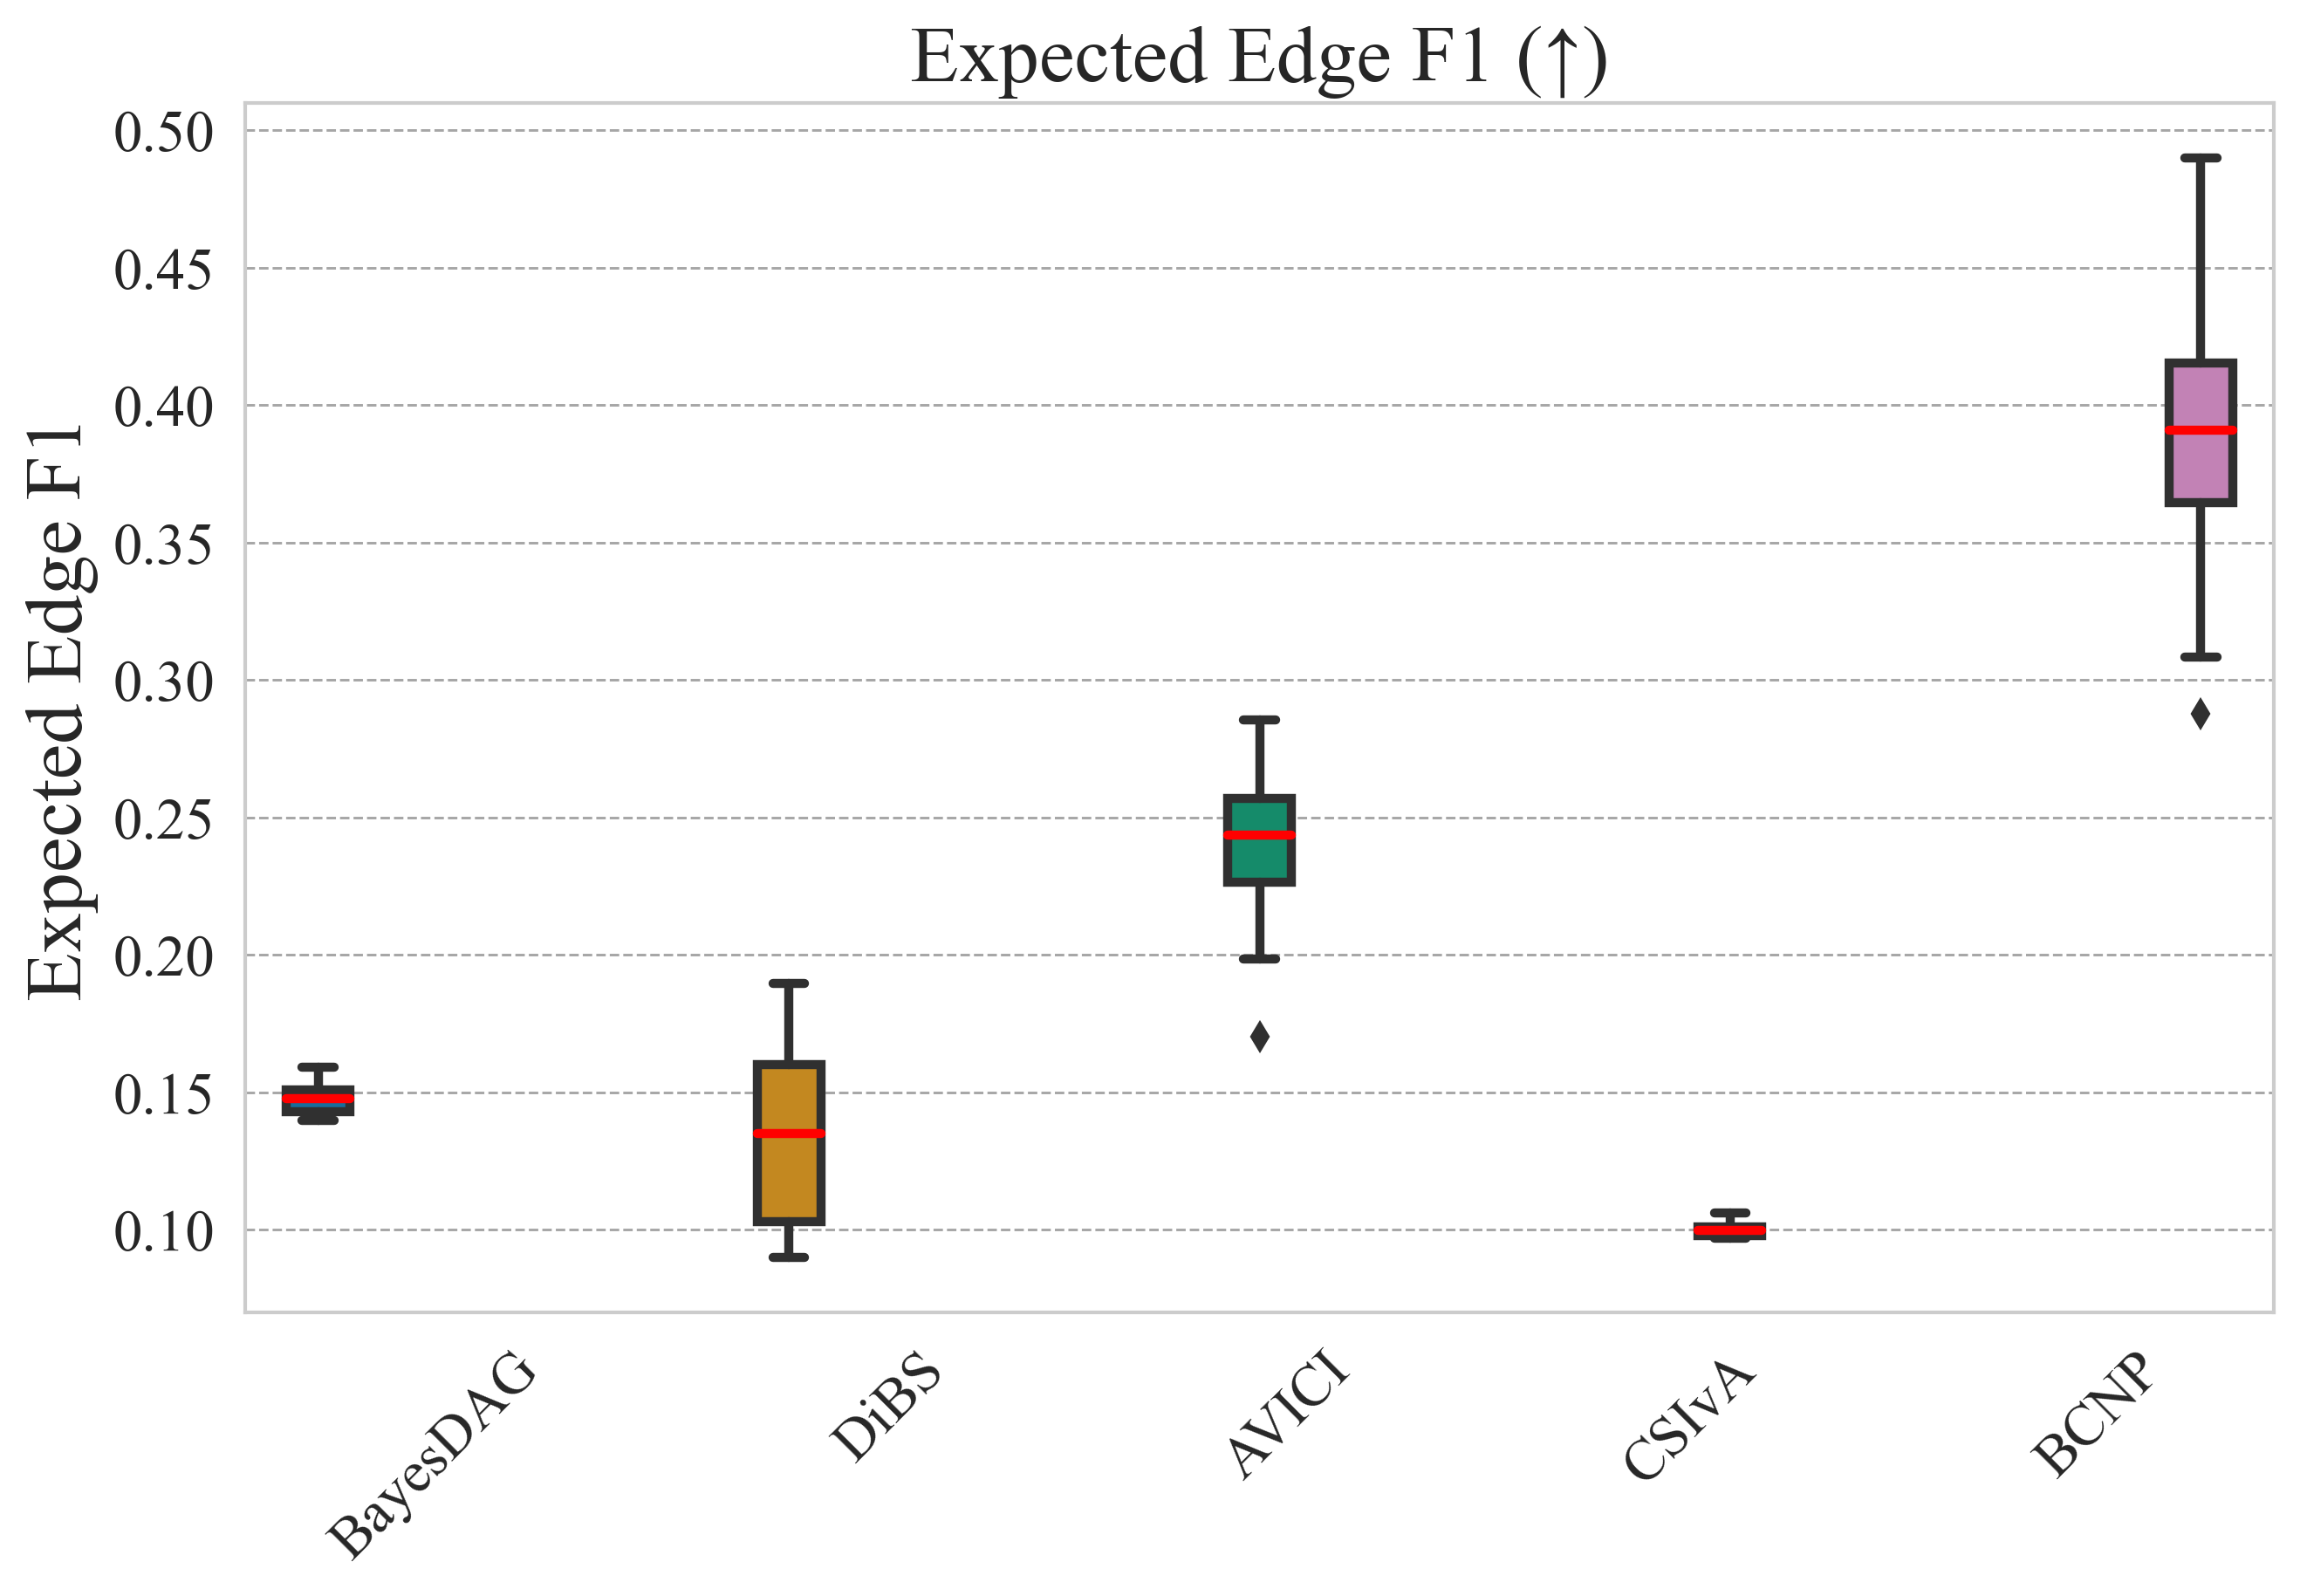 Expected Edge F1 (↑)
Expected Edge F1
0.50
0.45
0.40
0.35
0.30
0.25
0.20
0.15
0.10
BayesDAG
DiBS
AVICI
CSIvA
BCNP